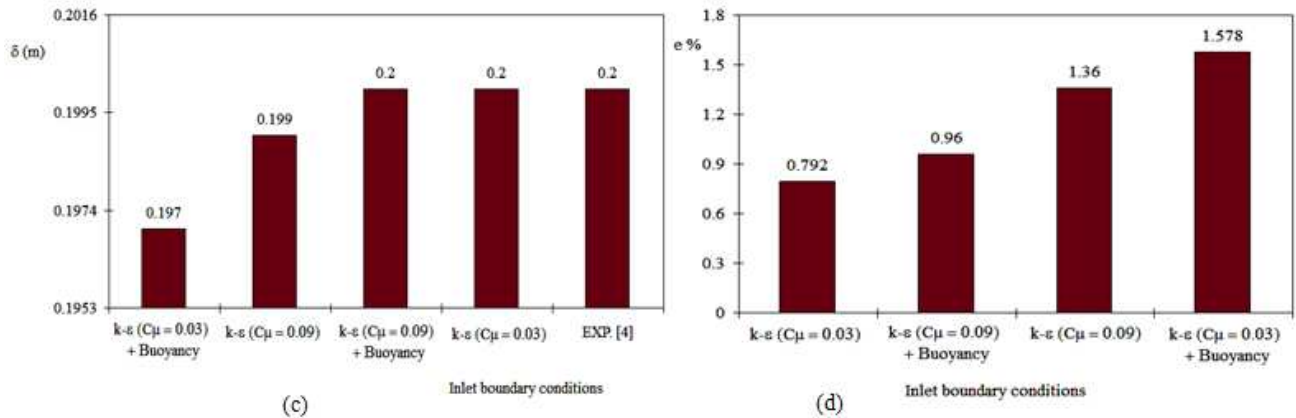 0.2016
δ (m)
0.1995
0.1974
0.1953
0.197
0.199
0.2
0.2
0.2
k-ε (Cμ = 0.03)
+ Buoyancy
k-ε (Cμ = 0.09)
k-ε (Cμ = 0.09)
+ Buoyancy
k-ε (Cμ = 0.03)
EXP. [4]
Inlet boundary conditions
(c)
1.8
e %
1.5
1.2
0.9
0.6
0.3
0
0.792
0.96
1.36
1.578
k-ε (Cμ = 0.03)
k-ε (Cμ = 0.09)
+ Buoyancy
k-ε (Cμ = 0.09)
k-ε (Cμ = 0.03)
+ Buoyancy
Inlet boundary conditions
(d)